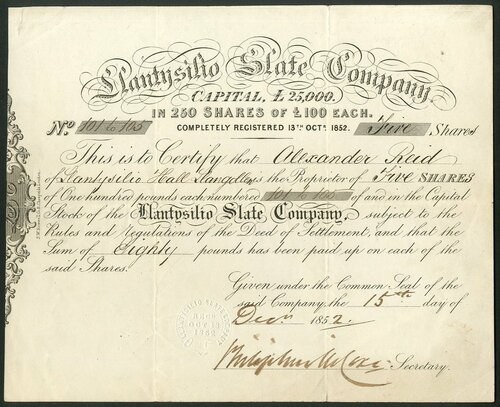 Llantysilio Slate Company.
CAPITAL, £25,000.
IN 250 SHARES OF £100 EACH.
COMPLETELY REGISTERED 13TH OCTR. 1852.
No. 101 to 105 Five Shares
This is to Certify that Alexander Reid
of Llantysilio Hall Llangollen is the Proprietor of Five SHARES
of One hundred pounds each, numbered 101 to 105 of and in the Capital
Stock of the Llantysilio Slate Company, subject to the
Rules and Regulations of the Deed of Settlement, and that the
Sum of Eighty pounds has been paid up on each of the
said Shares.
Given under the Common Seal of the
said Company, the 15th day of
Decr. 1852.
Secretary.